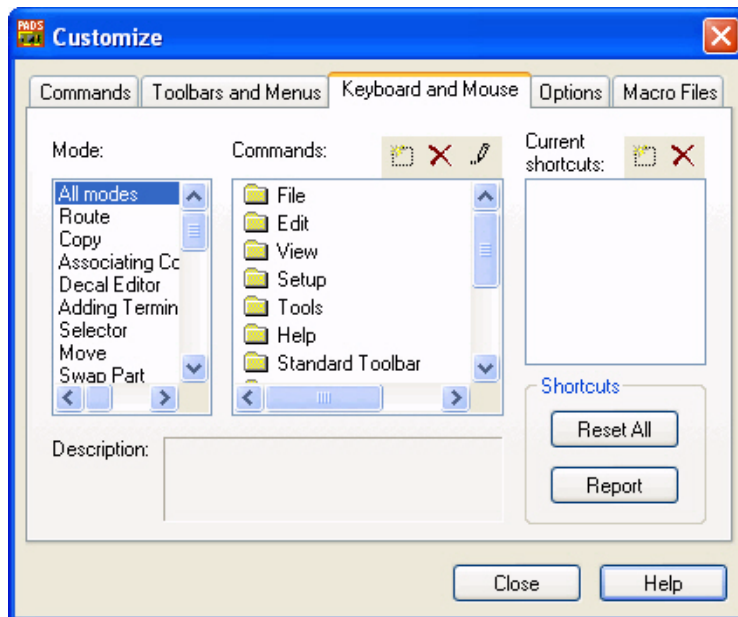 PADS
Customize
Commands
Toolbars and Menus
Keyboard and Mouse
Options
Macro Files
Mode:
Commands:
Current
shortcuts:
All modes
Route
Copy
Associating Co
Decal Editor
Adding Termin
Selector
Move
Swap Part
File
Edit
View
Setup
Tools
Help
Standard Toolbar
Shortcuts
Reset All
Report
Description:
Close
Help